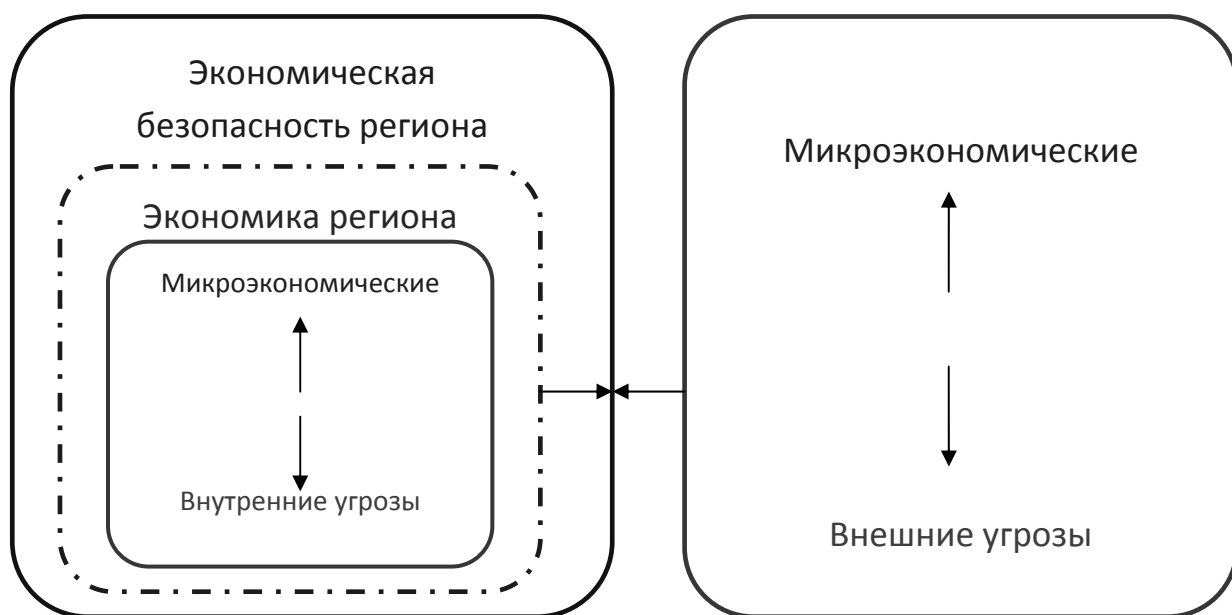 Экономическая
безопасность региона
Экономика региона
Микроэкономические
Внутренние угрозы
Микроэкономические
Внешние угрозы